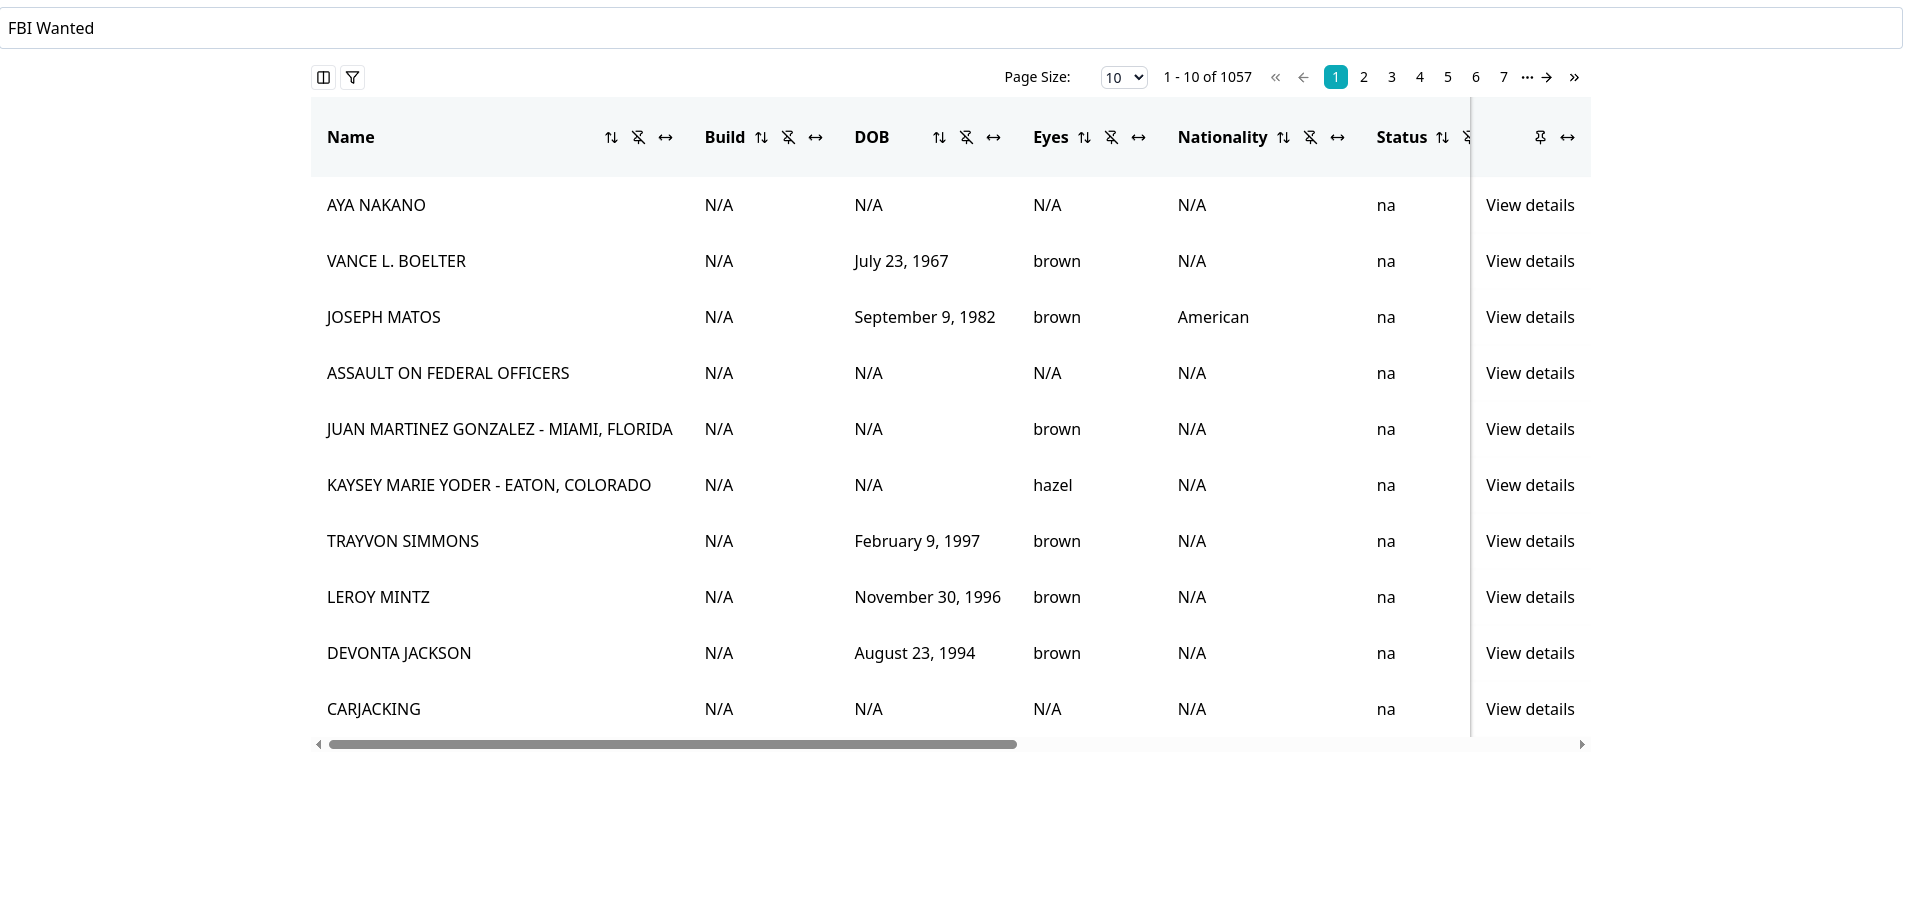 FBI Wanted
Page Size: 10 1 - 10 of 1057 « ← 1 2 3 4 5 6 7 ··· → »
Name Build DOB Eyes Nationality Status
AYA NAKANO N/A N/A N/A N/A na View details
VANCE L. BOELTER N/A July 23, 1967 brown N/A na View details
JOSEPH MATOS N/A September 9, 1982 brown American na View details
ASSAULT ON FEDERAL OFFICERS N/A N/A N/A N/A na View details
JUAN MARTINEZ GONZALEZ - MIAMI, FLORIDA N/A N/A brown N/A na View details
KAYSEY MARIE YODER - EATON, COLORADO N/A N/A hazel N/A na View details
TRAYVON SIMMONS N/A February 9, 1997 brown N/A na View details
LEROY MINTZ N/A November 30, 1996 brown N/A na View details
DEVONTA JACKSON N/A August 23, 1994 brown N/A na View details
CARJACKING N/A N/A N/A N/A na View details